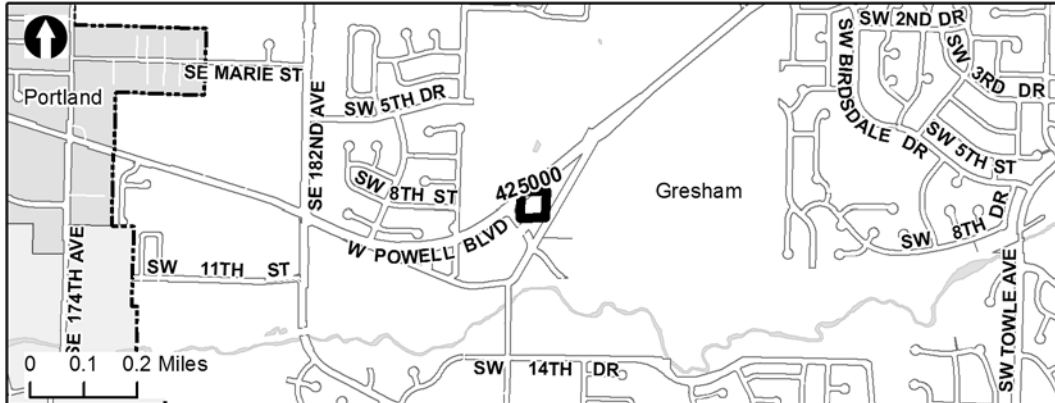 SW 2ND DR
SE MARIE ST
SW 3RD DR
Portland
SW 5TH DR
SW BIRDSDALE DR
SE 182ND AVE
SW 5TH ST
SW 8TH ST
425000
Gresham
SW 8TH DR
W POWELL BLVD
SE 174TH AVE
SW 11TH ST
SW TOWLE AVE
0 0.1 0.2 Miles
SW 14TH DR